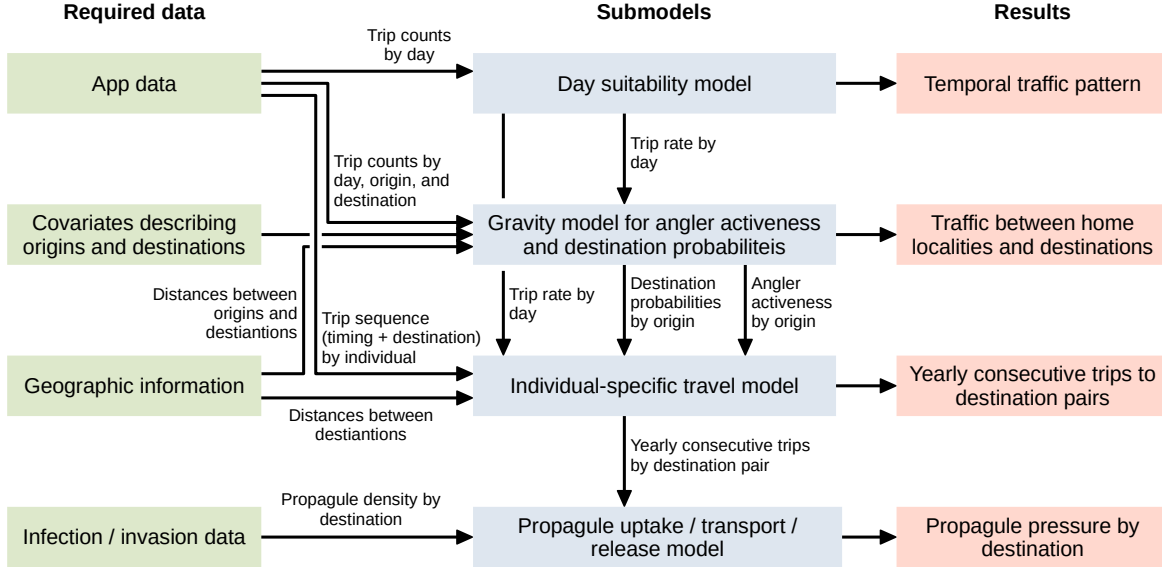 Required data
Submodels
Results
Trip counts
by day
App data
Day suitability model
Temporal traffic pattern
Trip rate by
day
Trip counts by
day, origin, and
destination
Covariates describing
origins and destinations
Gravity model for angler activeness
and destination probabiliteis
Traffic between home
localities and destinations
Distances between
origins and
destiantions
Trip sequence
(timing + destination)
by individual
Trip rate by
day
Destination
probabilities
by origin
Angler
activeness
by origin
Geographic information
Individual-specific travel model
Yearly consecutive trips to
destination pairs
Distances between
destiantions
Yearly consecutive trips
by destination pair
Propagule density by
destination
Infection / invasion data
Propagule uptake / transport /
release model
Propagule pressure by
destination